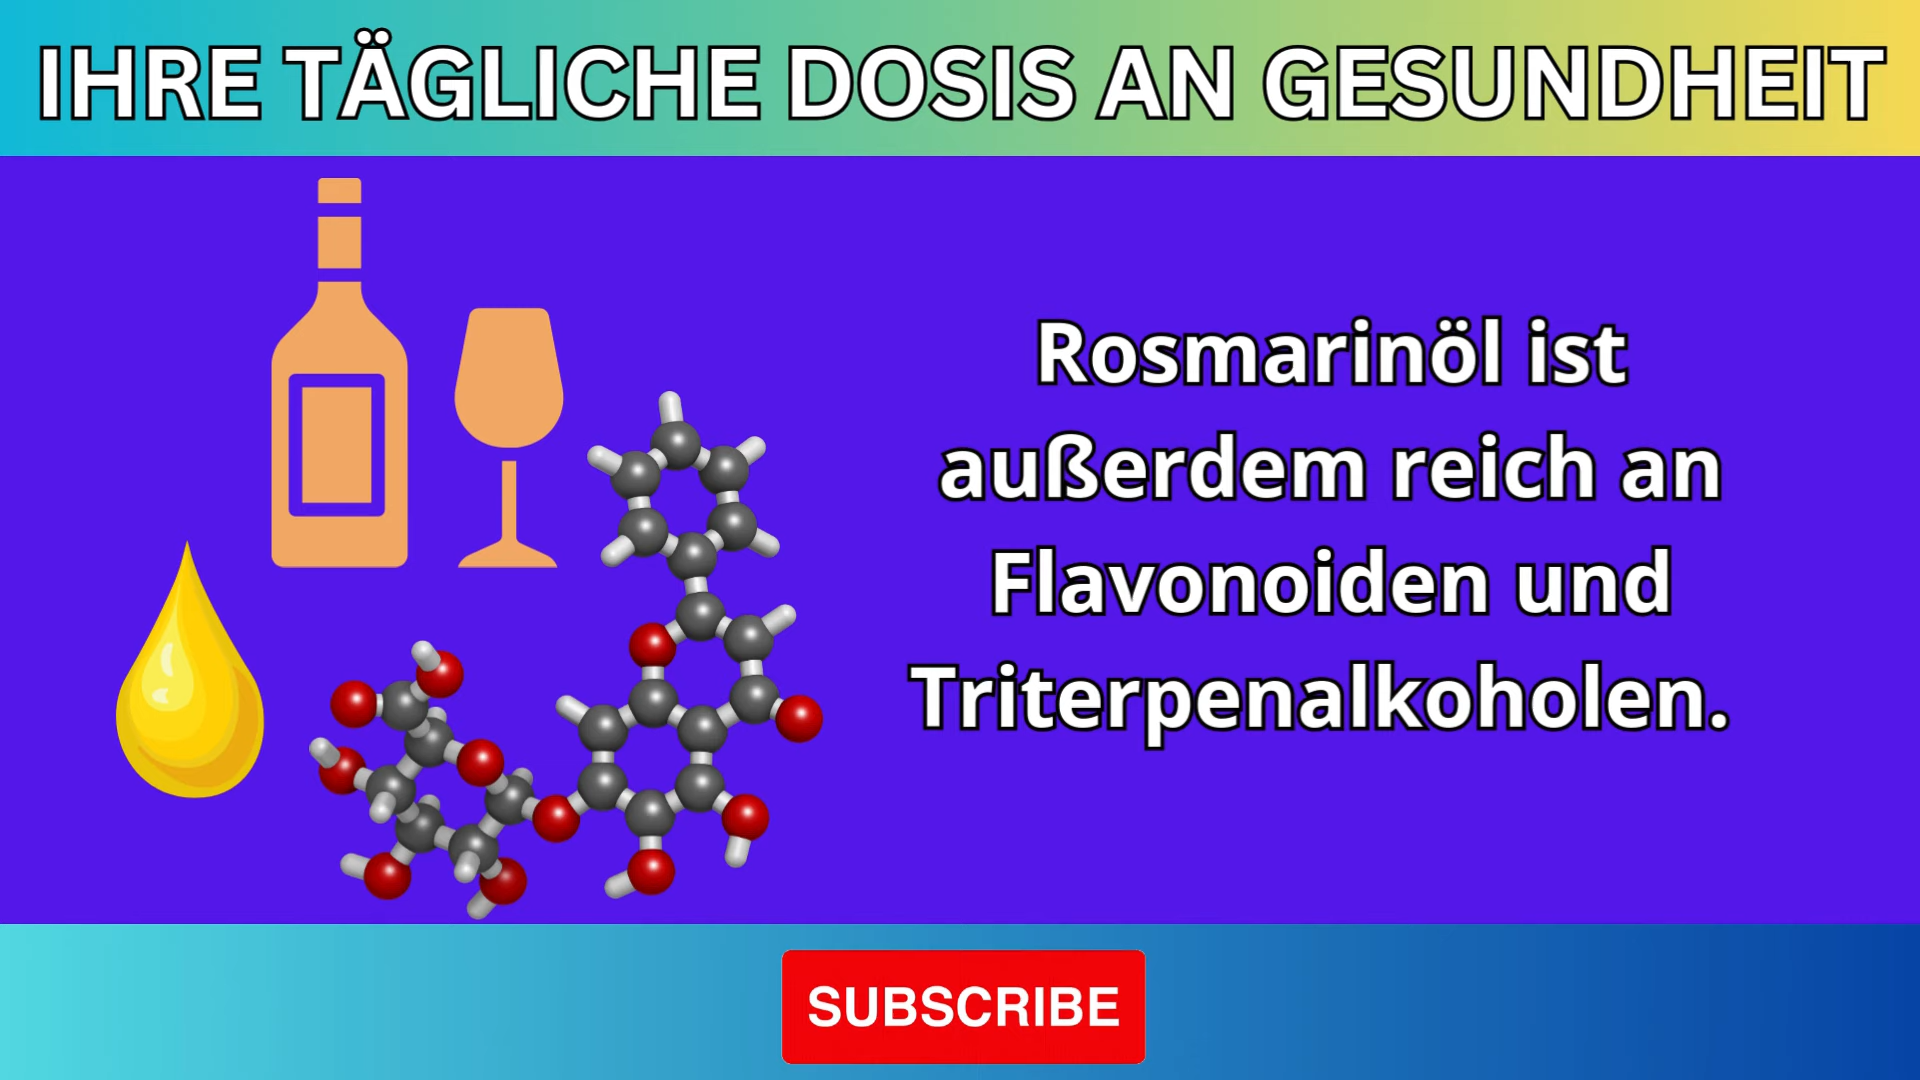 IHRE TÄGLICHE DOSIS AN GESUNDHEIT
Rosmarinöl ist
außerdem reich an
Flavonoiden und
Triterpenalkoholen.
SUBSCRIBE